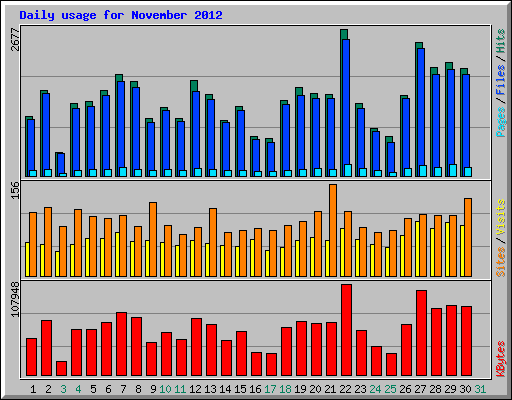 Daily usage for November 2012
2677
Pages / Files / Hits
166
Sites / Visits
107948
KBytes
1 2 3 4 5 6 7 8 9 10 11 12 13 14 15 16 17 18 19 20 21 22 23 24 25 26 27 28 29 30 31